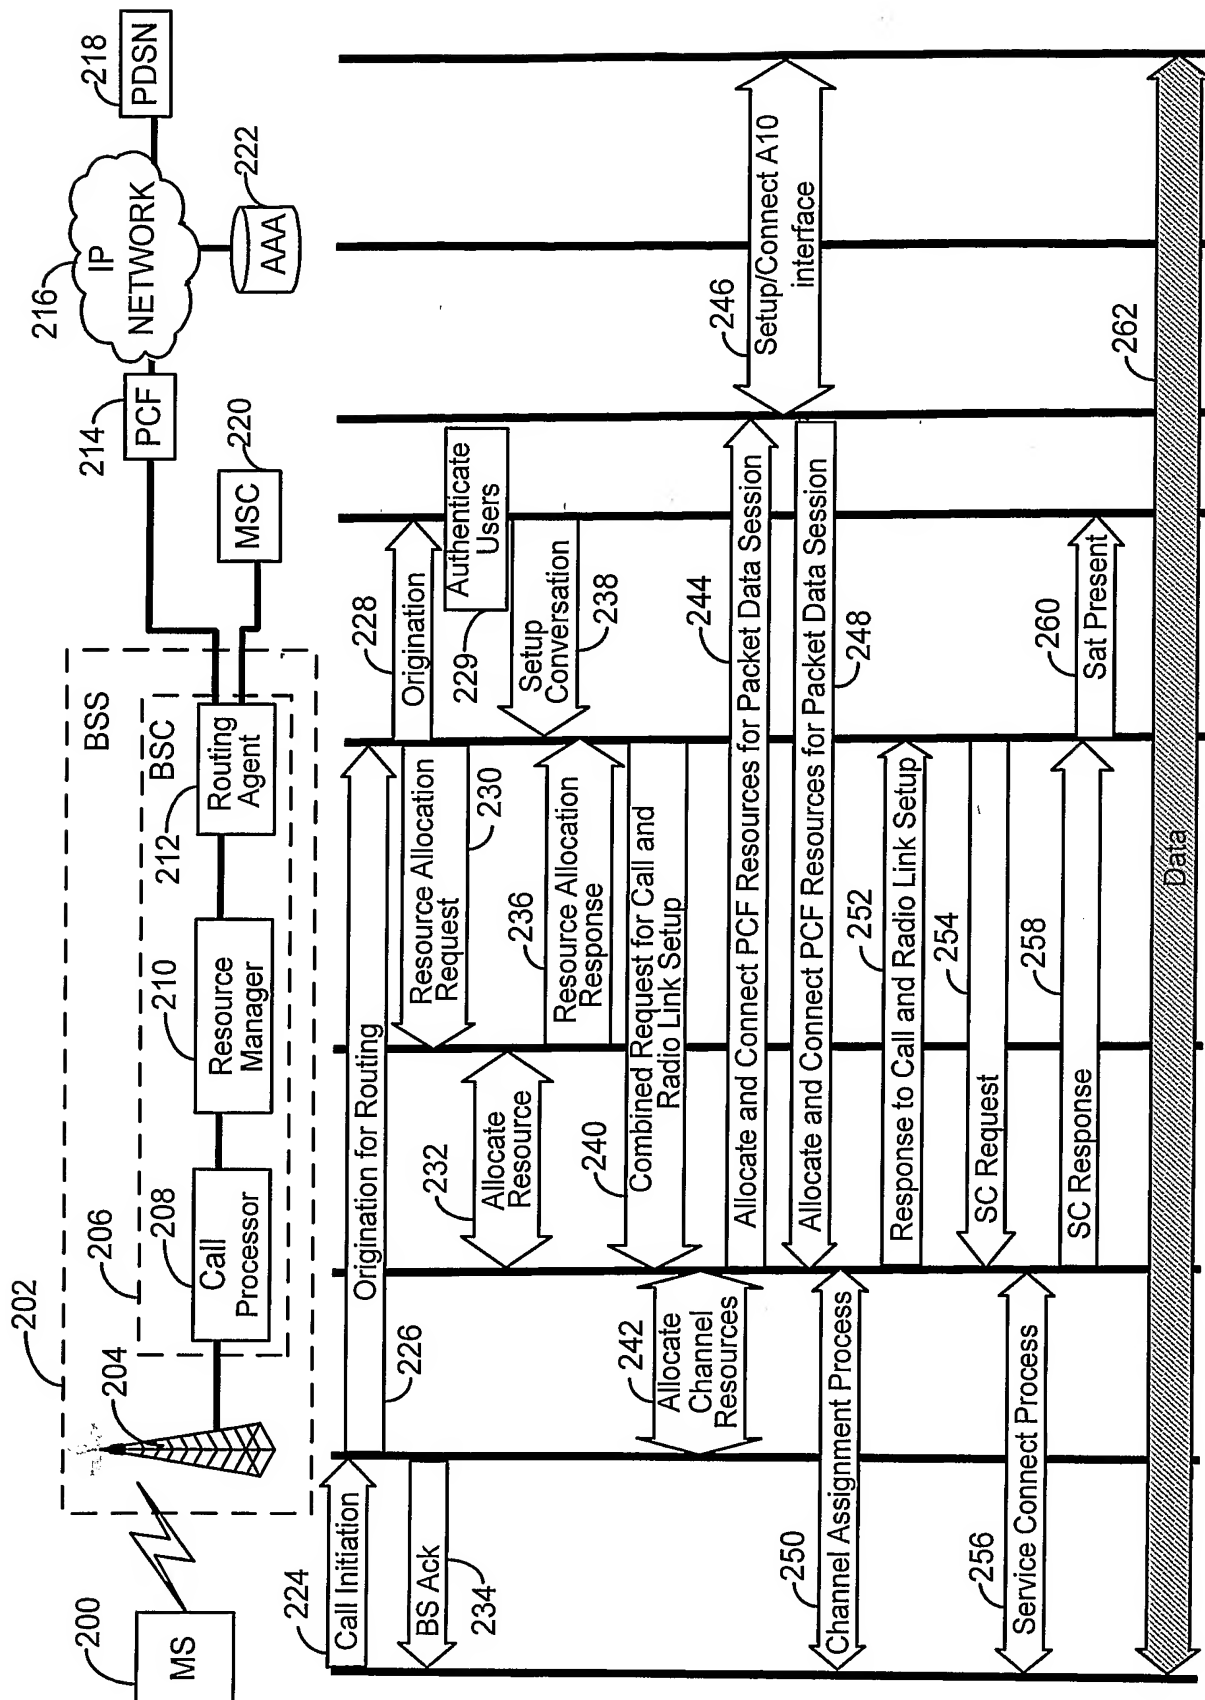 200
MS
202
BSS
204
206
BSC
208
Call
Processor
210
Resource
Manager
212
Routing
Agent
214
PCF
220
MSC
216
IP
NETWORK
218
PDSN
222
AAA
224
Call Initiation
226
Origination for Routing
228
Origination
229
Authenticate
Users
230
Resource Allocation
Request
232
Allocate
Resource
234
BS Ack
236
Resource Allocation
Response
238
Setup
Conversation
240
Combined Request for Call and
Radio Link Setup
242
Allocate
Channel
Resources
244
Allocate and Connect PCF Resources for Packet Data Session
246
Setup/Connect A10
interface
248
Allocate and Connect PCF Resources for Packet Data Session
250
Channel Assignment Process
252
Response to Call and Radio Link Setup
254
SC Request
256
Service Connect Process
258
SC Response
260
Sat Present
262
Data